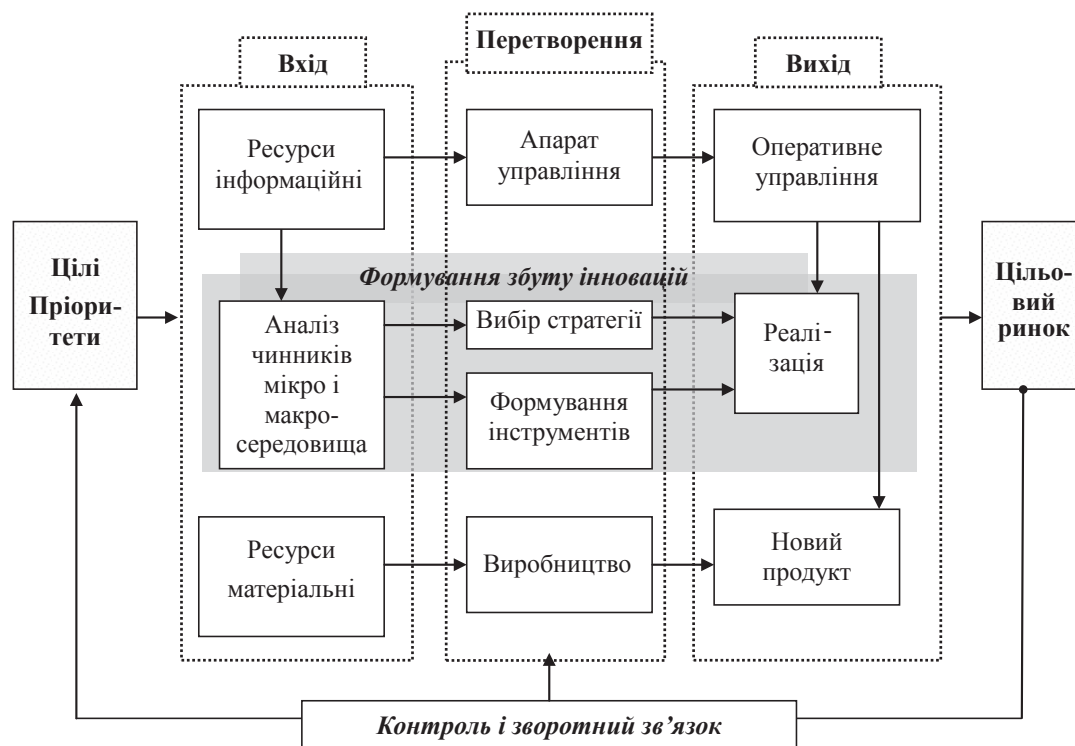 Вхід
Перетворення
Вихід
Ресурси
інформаційні
Апарат
управління
Оперативне
управління
Цілі
Пріори-
тети
Формування збуту інновацій
Аналіз
чинників
мікро і
макро-
середовища
Вибір стратегії
Формування
інструментів
Реалі-
зація
Цільо-
вий
ринок
Ресурси
матеріальні
Виробництво
Новий
продукт
Контроль і зворотний зв’язок